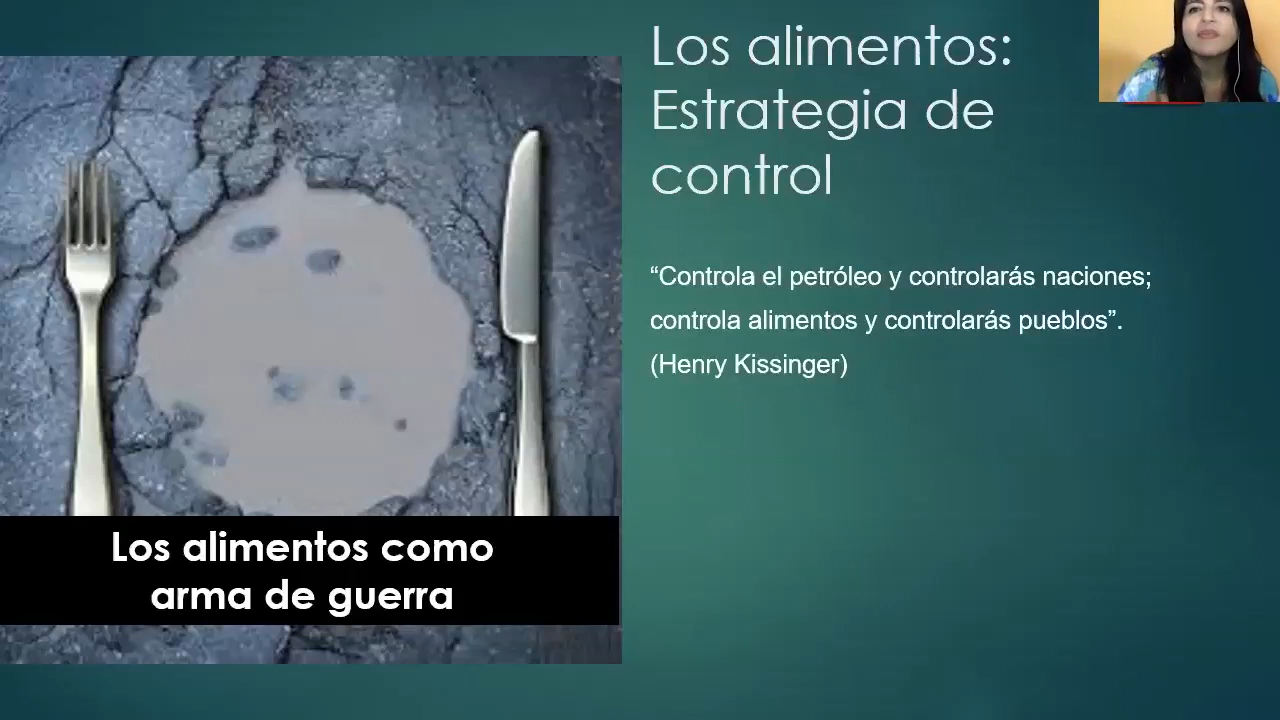 Los alimentos:
Estrategia de
control
“Controla el petróleo y controlarás naciones;
controla alimentos y controlarás pueblos”.
(Henry Kissinger)
Los alimentos como
arma de guerra